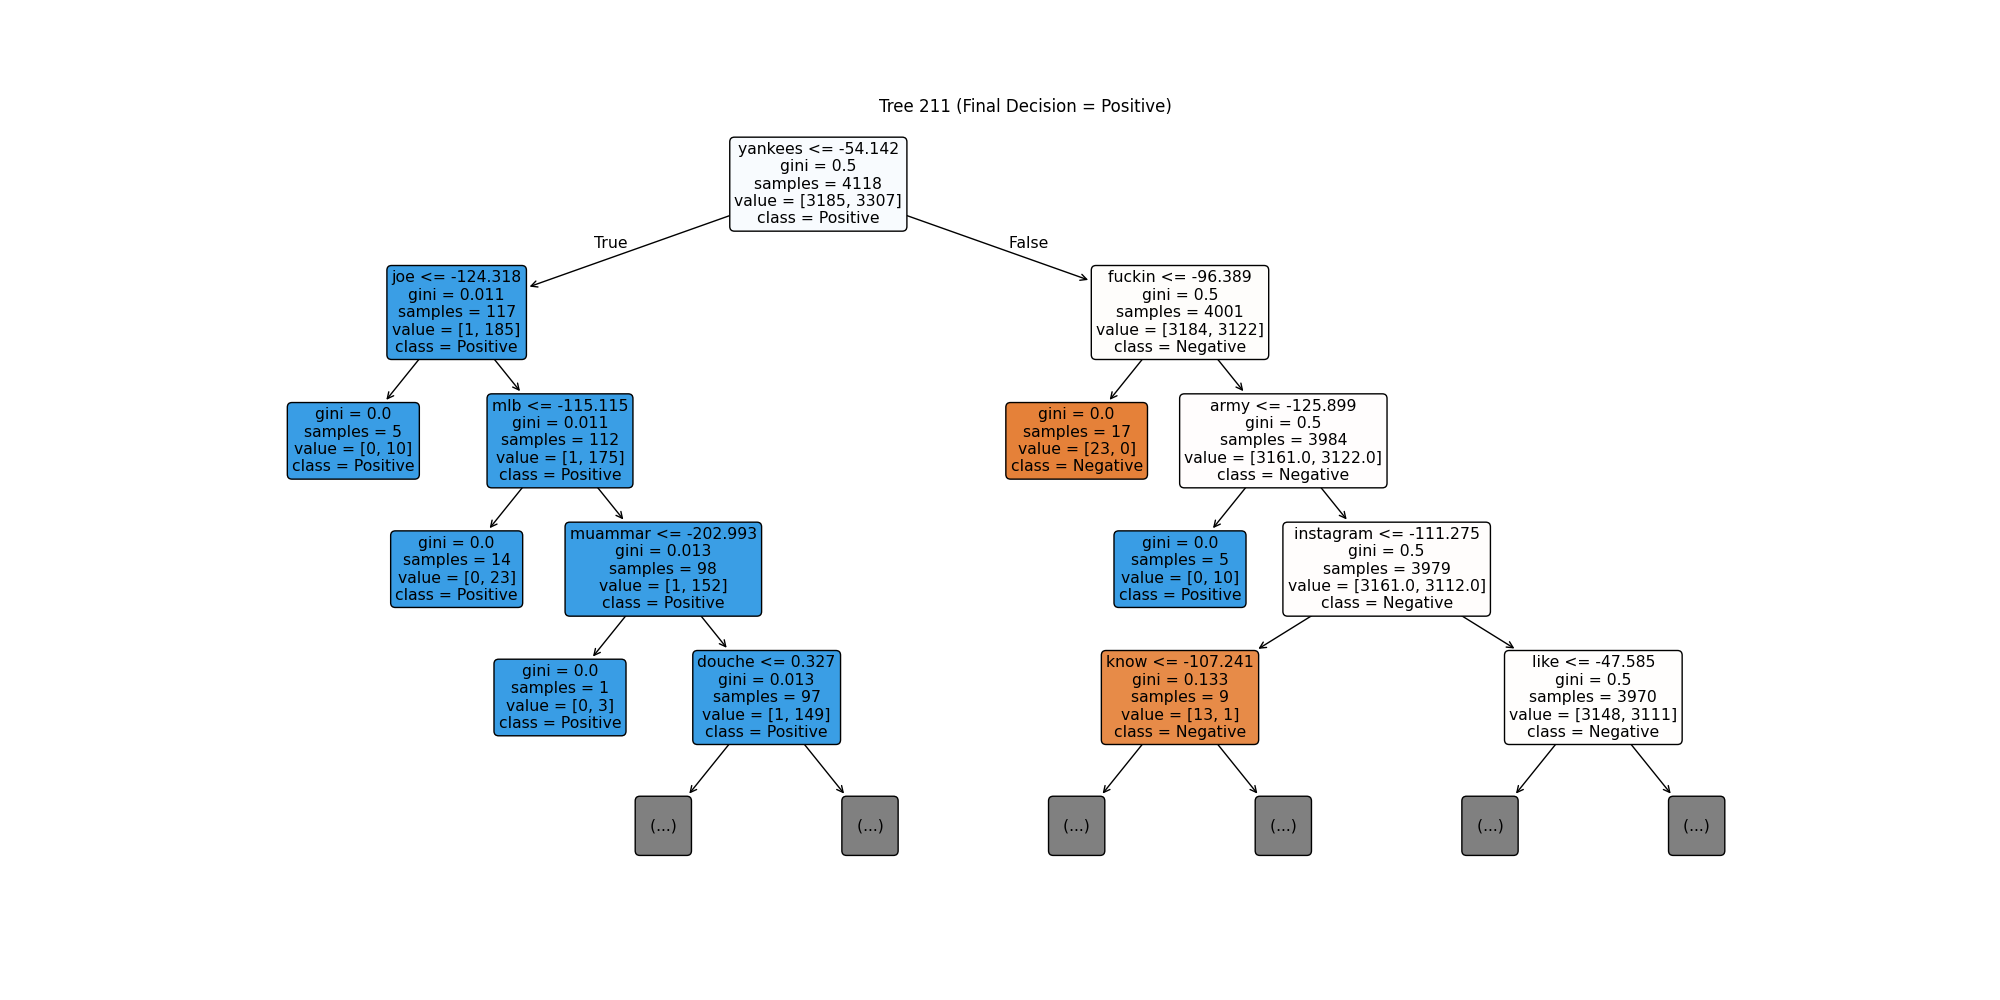 Tree 211 (Final Decision = Positive)
yankees <= -54.142
gini = 0.5
samples = 4118
value = [3185, 3307]
class = Positive
True
False
joe <= -124.318
gini = 0.011
samples = 117
value = [1, 185]
class = Positive
fuckin <= -96.389
gini = 0.5
samples = 4001
value = [3184, 3122]
class = Negative
gini = 0.0
samples = 5
value = [0, 10]
class = Positive
mlb <= -115.115
gini = 0.011
samples = 112
value = [1, 175]
class = Positive
gini = 0.0
samples = 17
value = [23, 0]
class = Negative
army <= -125.899
gini = 0.5
samples = 3984
value = [3161.0, 3122.0]
class = Negative
gini = 0.0
samples = 14
value = [0, 23]
class = Positive
muammar <= -202.993
gini = 0.013
samples = 98
value = [1, 152]
class = Positive
gini = 0.0
samples = 5
value = [0, 10]
class = Positive
instagram <= -111.275
gini = 0.5
samples = 3979
value = [3161.0, 3112.0]
class = Negative
gini = 0.0
samples = 1
value = [0, 3]
class = Positive
douche <= 0.327
gini = 0.013
samples = 97
value = [1, 149]
class = Positive
know <= -107.241
gini = 0.133
samples = 9
value = [13, 1]
class = Negative
like <= -47.585
gini = 0.5
samples = 3970
value = [3148, 3111]
class = Negative
(...)
(...)
(...)
(...)
(...)
(...)